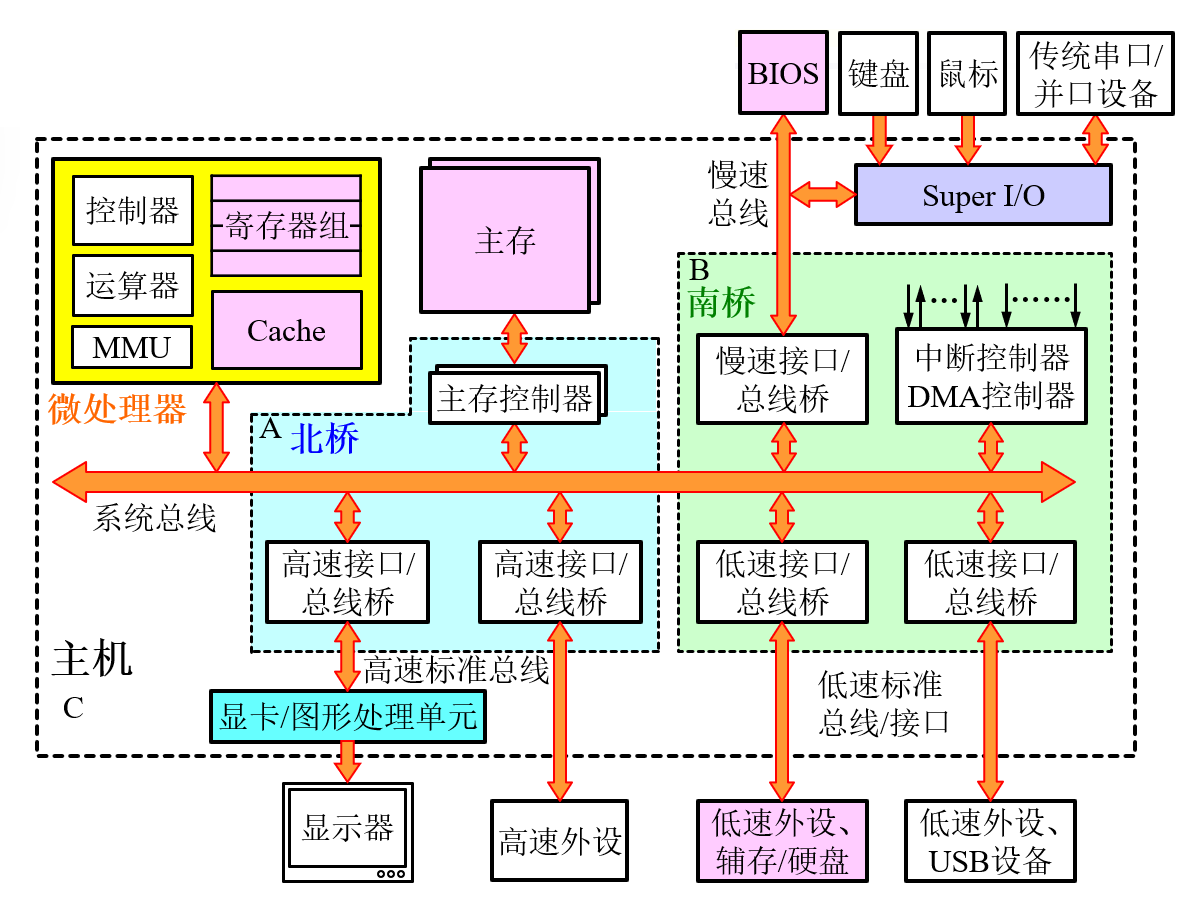 BIOS
键盘
鼠标
传统串口/
并口设备
慢速
总线
Super I/O
控制器
运算器
MMU
寄存器组
Cache
微处理器
主存
主存控制器
A
北桥
B
南桥
慢速接口/
总线桥
...
......
中断控制器
DMA控制器
系统总线
高速接口/
总线桥
高速接口/
总线桥
低速接口/
总线桥
低速接口/
总线桥
主机
C
高速标准总线
低速标准
总线/接口
显卡/图形处理单元
显示器
高速外设
低速外设、
辅存/硬盘
低速外设、
USB设备